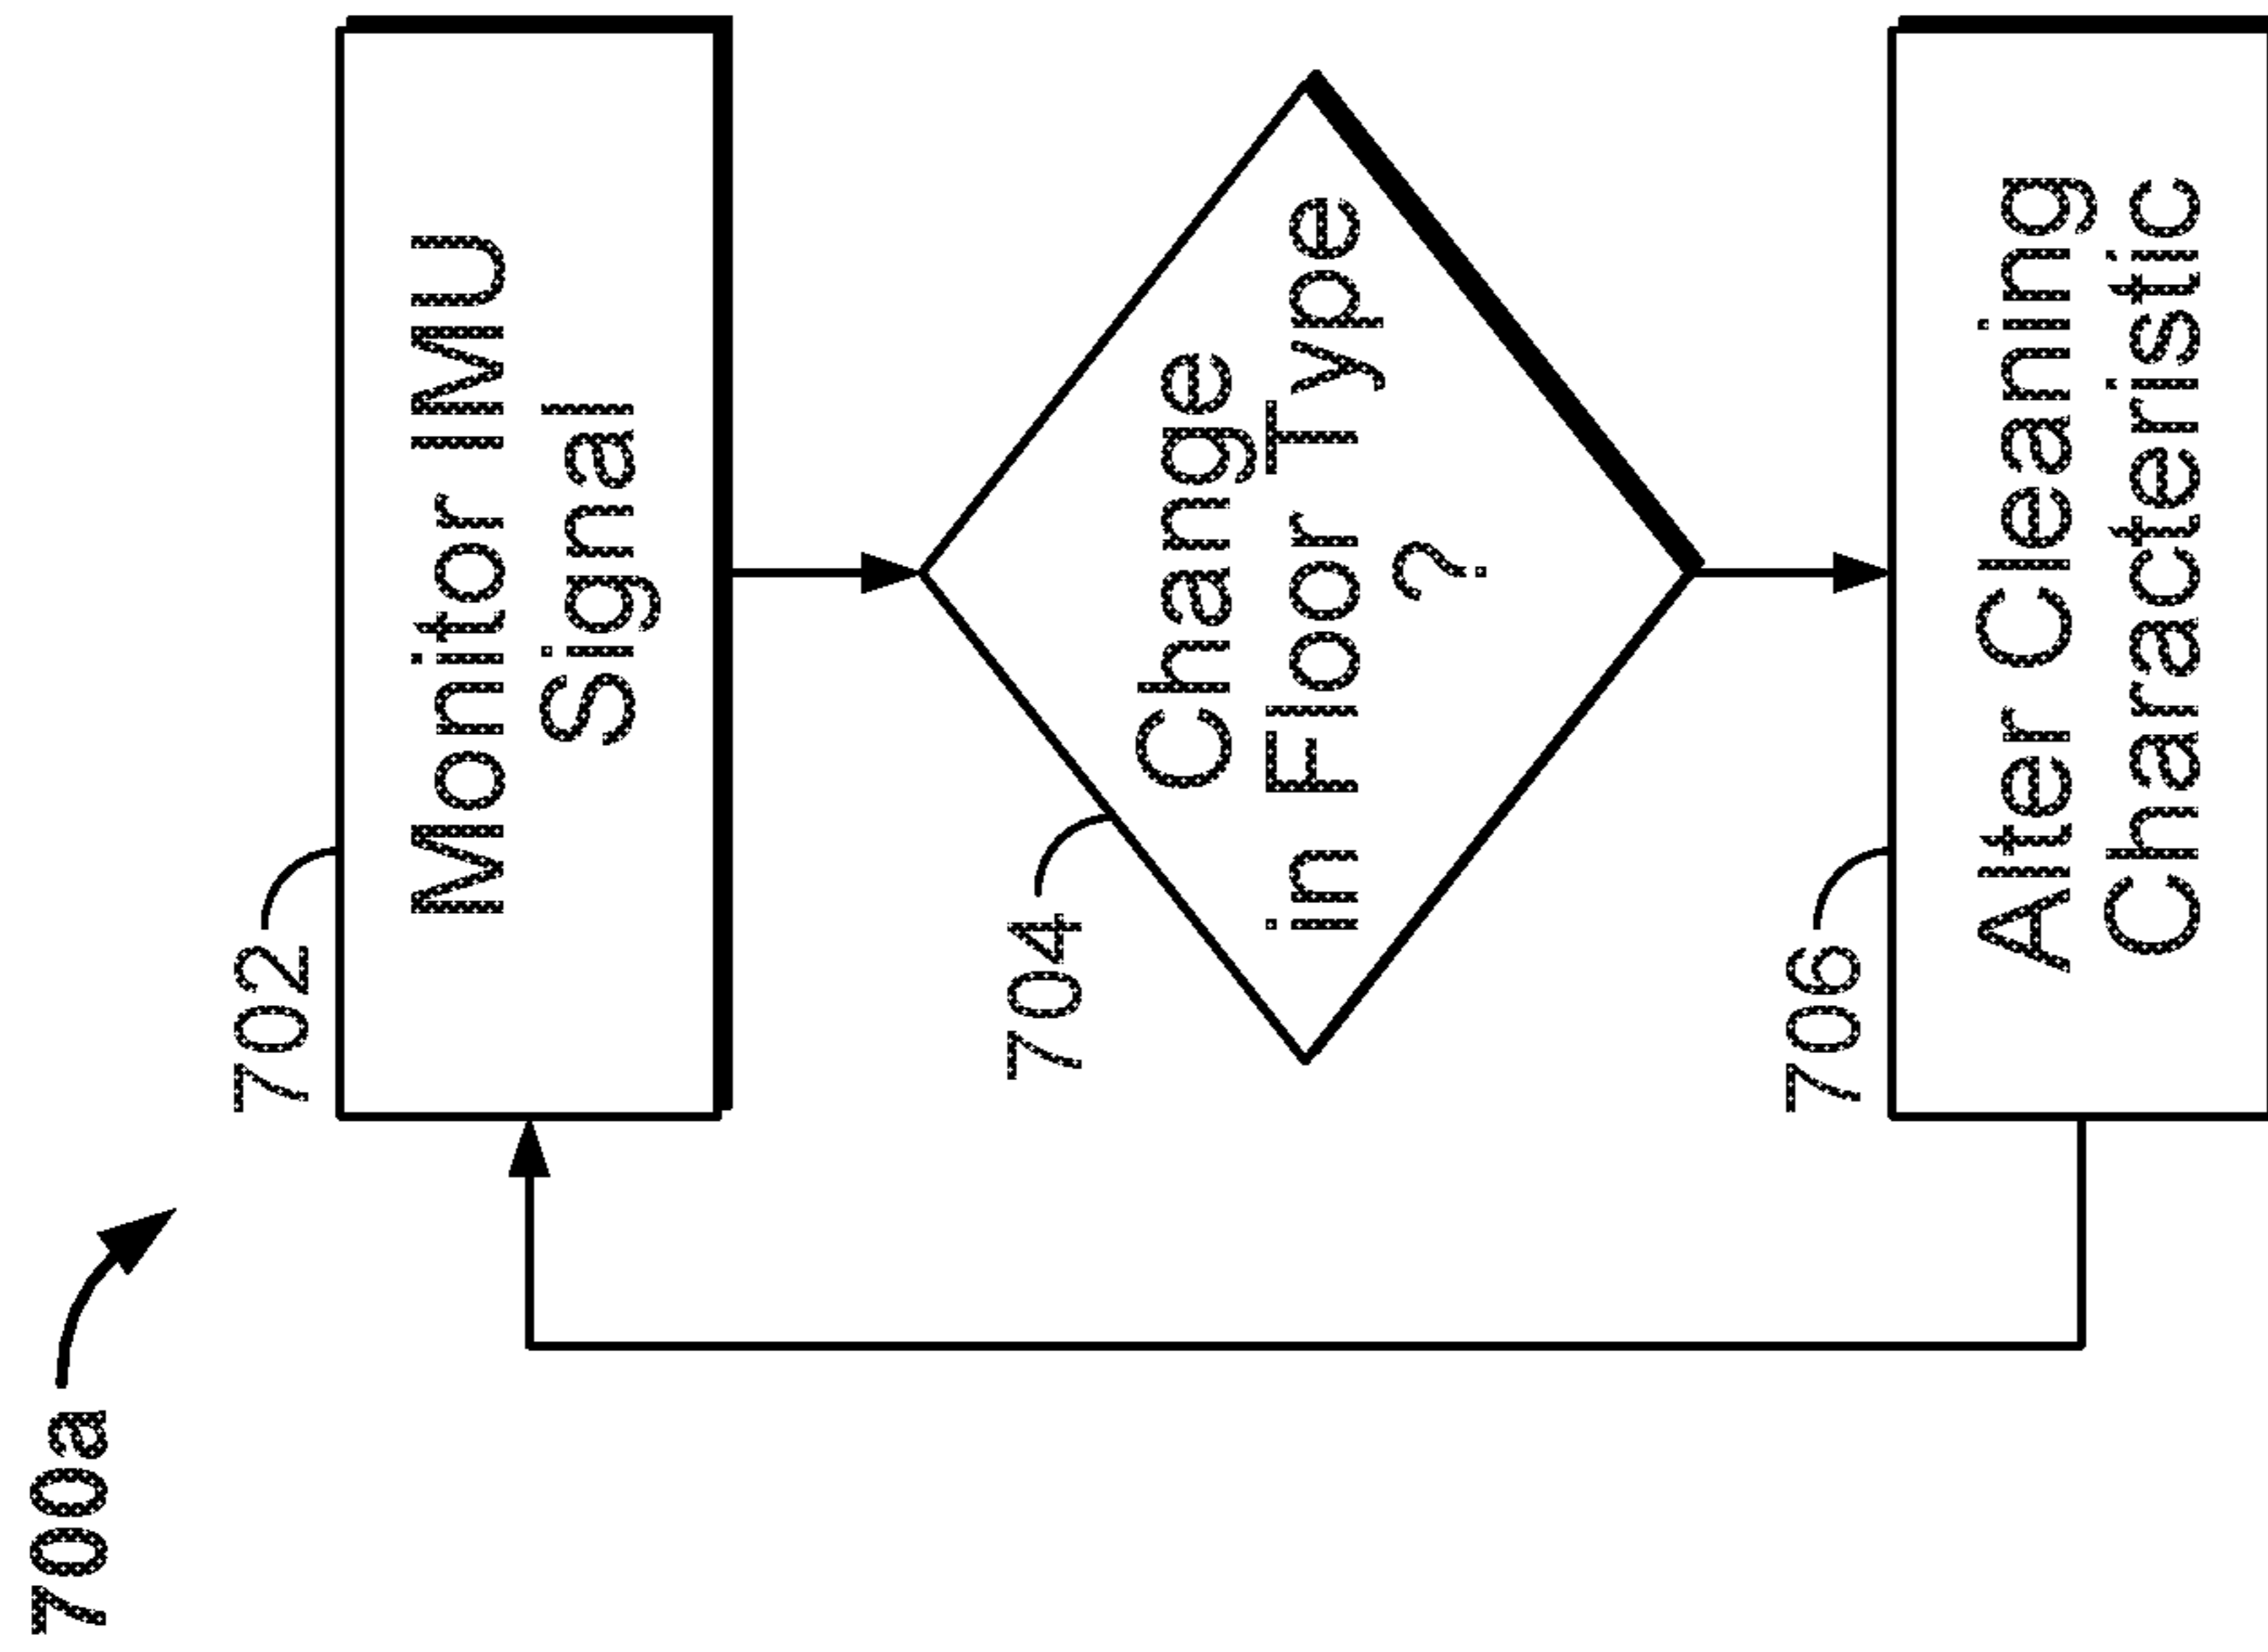 700a
702
Monitor IMU
Signal
704
Change
in Floor Type
?
706
Alter Cleaning
Characteristic